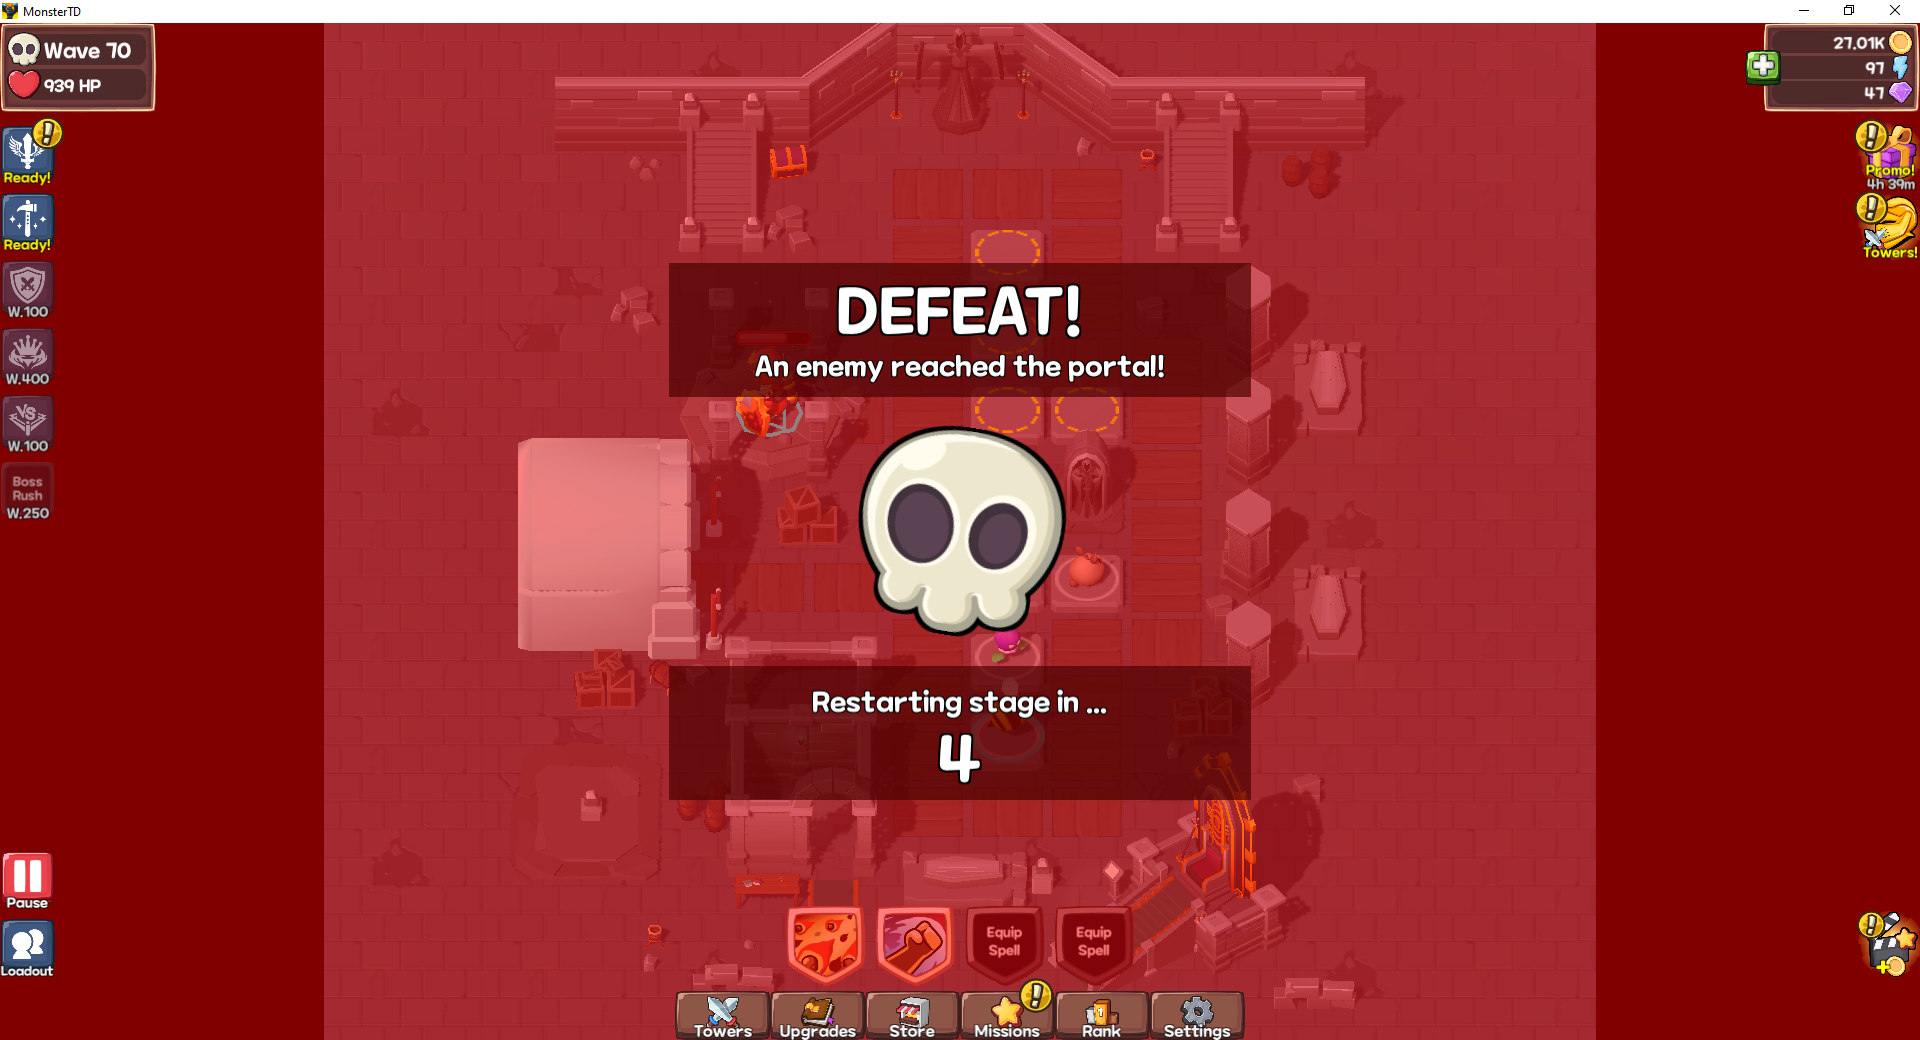 MonsterTD
Wave 70
939 HP
27.01K
97
47
Ready!
Ready!
W.100
W.400
VS
W.100
Boss
Rush
W.250
Promo!
4h 39m
Towers!
DEFEAT!
An enemy reached the portal!
Restarting stage in ...
4
Pause
Loadout
Equip
Spell
Equip
Spell
Towers
Upgrades
Store
Missions
1
Rank
Settings